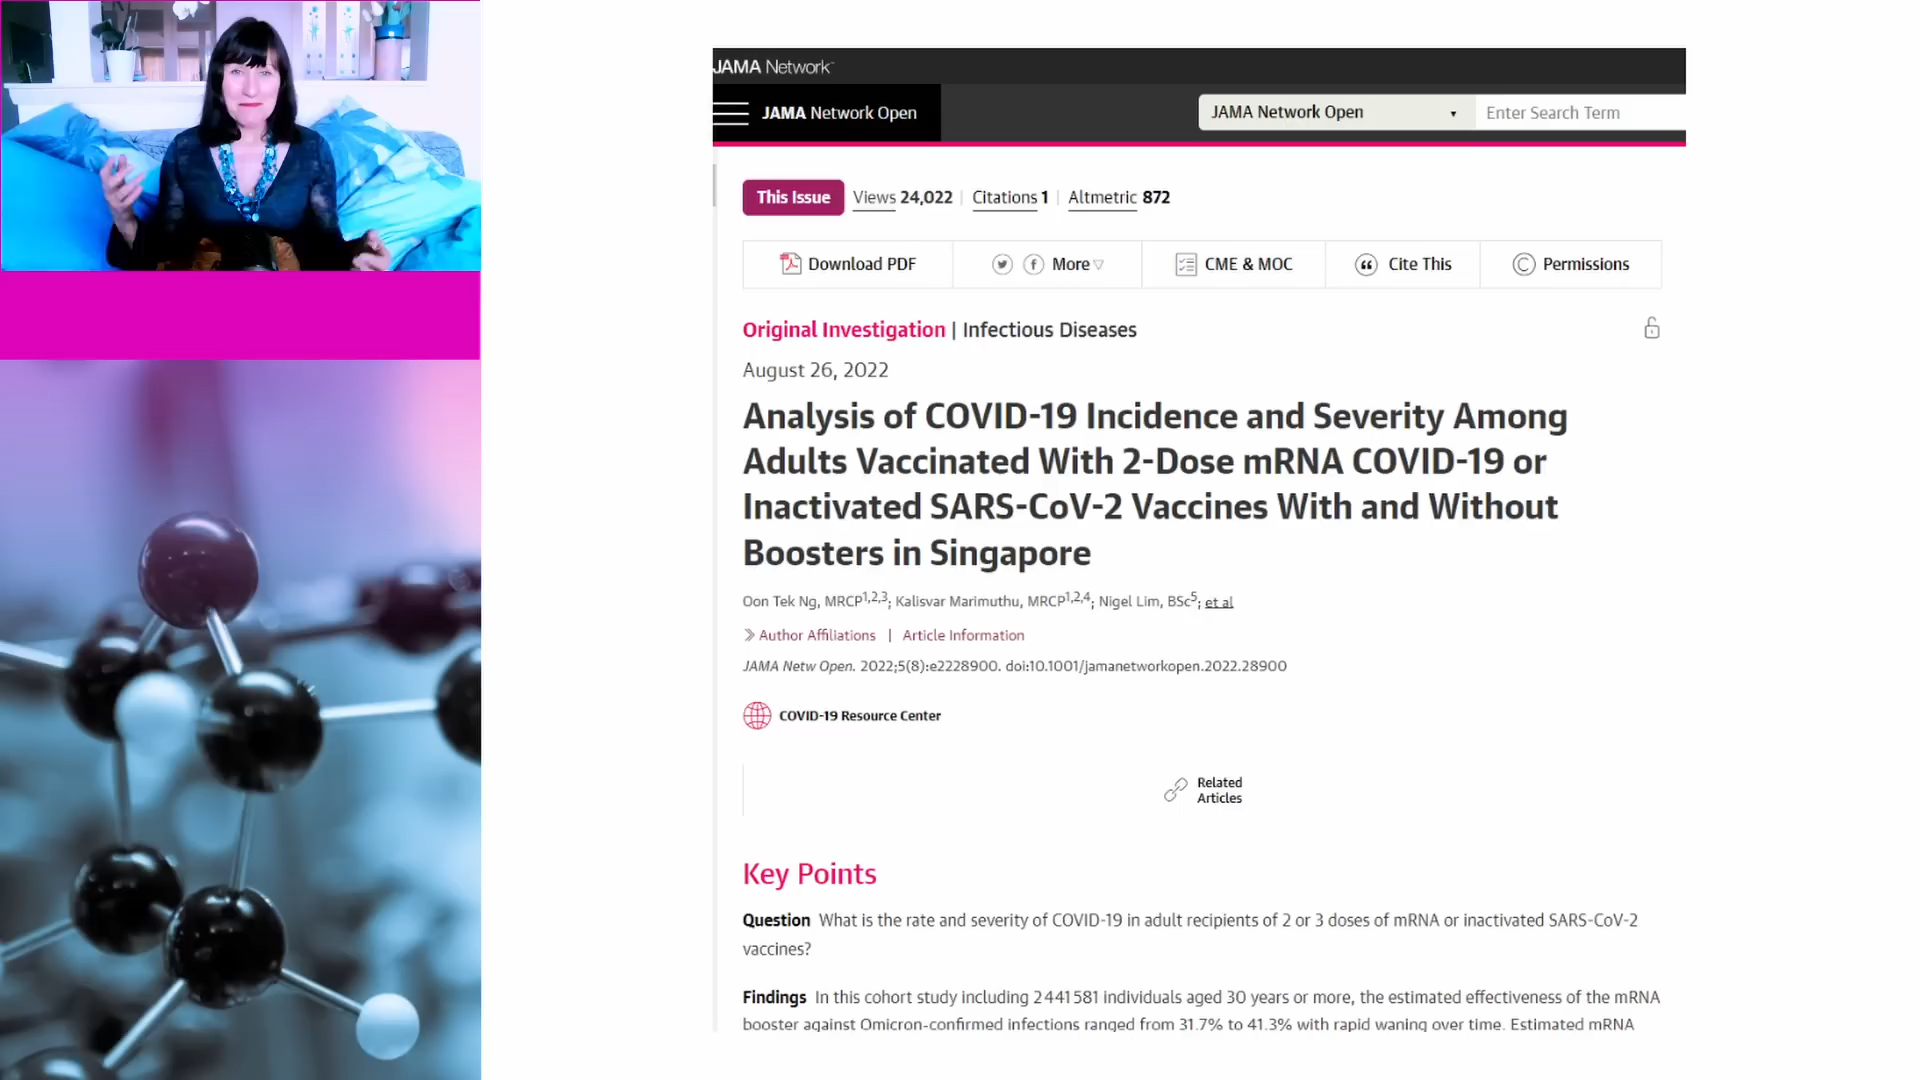 JAMA Network
JAMA Network Open
JAMA Network Open
Enter Search Term
This Issue Views 24,022 | Citations 1 | Altmetric 872
Download PDF
More
CME & MOC
Cite This
Permissions
Original Investigation | Infectious Diseases
August 26, 2022
Analysis of COVID-19 Incidence and Severity Among
Adults Vaccinated With 2-Dose mRNA COVID-19 or
Inactivated SARS-CoV-2 Vaccines With and Without
Boosters in Singapore
Oon Tek Ng, MRCP1,2,3; Kalisvar Marimuthu, MRCP1,2,4; Nigel Lim, BSc5; et al
Author Affiliations | Article Information
JAMA Netw Open. 2022;5(8):e2228900. doi:10.1001/jamanetworkopen.2022.28900
COVID-19 Resource Center
Related
Articles
Key Points
Question What is the rate and severity of COVID-19 in adult recipients of 2 or 3 doses of mRNA or inactivated SARS-CoV-2
vaccines?
Findings In this cohort study including 2 441 581 individuals aged 30 years or more, the estimated effectiveness of the mRNA
booster against Omicron-confirmed infections ranged from 31.7% to 41.3% with rapid waning over time. Estimated mRNA